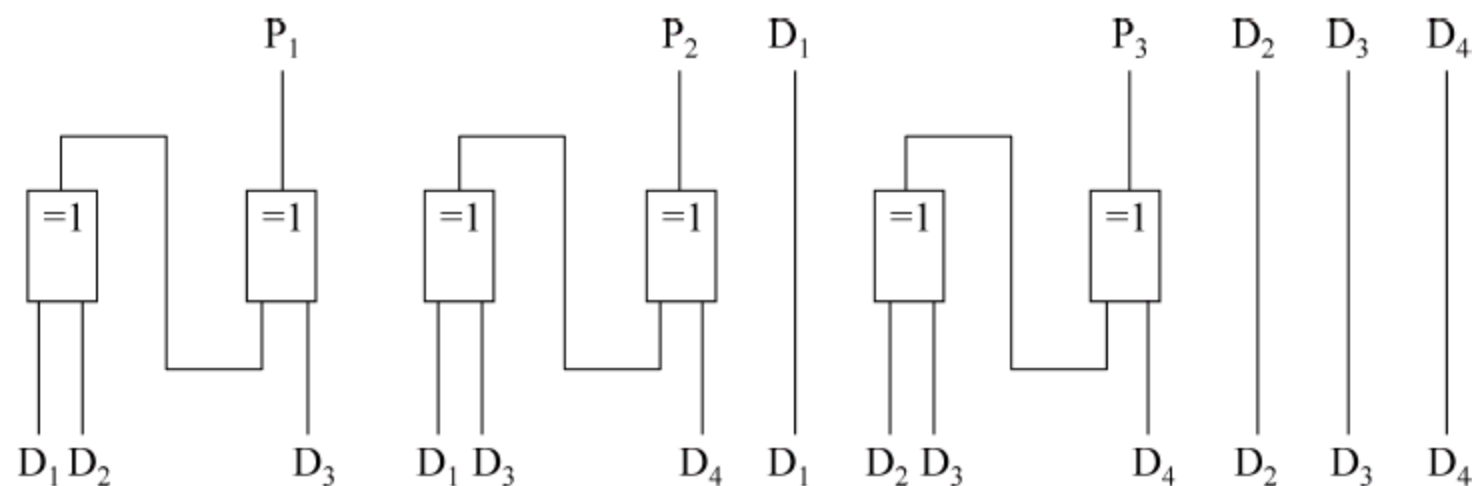 P₁ P₂ D₁ P₃ D₂ D₃ D₄
=1 =1 =1 =1 =1 =1
D₁ D₂ D₃ D₁ D₃ D₄ D₁ D₂ D₃ D₄ D₂ D₃ D₄